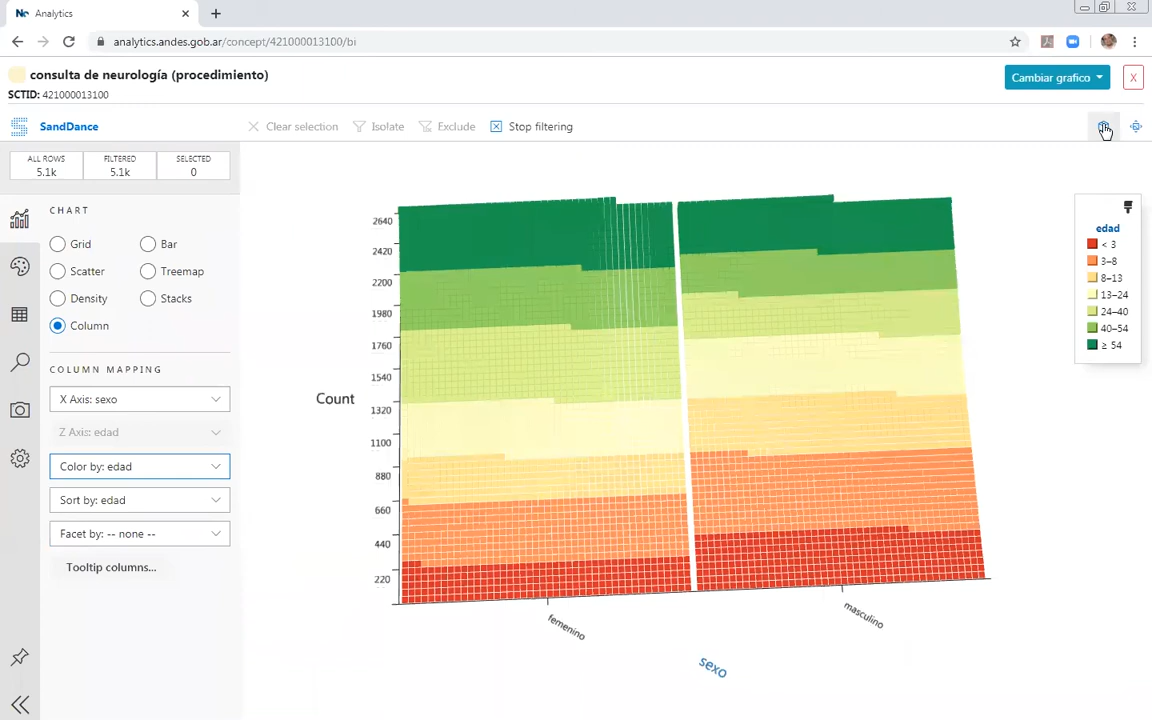 Analytics
analytics.andes.gob.ar/concept/421000013100/bi
consulta de neurología (procedimiento)
SCTID: 421000013100
Cambiar grafico
X
SandDance
Clear selection
Isolate
Exclude
Stop filtering
ALL ROWS
5.1k
FILTERED
5.1k
SELECTED
0
CHART
Grid
Bar
Scatter
Treemap
Density
Stacks
Column
COLUMN MAPPING
X Axis: sexo
Z Axis: edad
Color by: edad
Sort by: edad
Facet by: -- none --
Tooltip columns...
Count
2640
2420
2200
1980
1760
1540
1320
1100
880
660
440
220
femenino
masculino
sexo
edad
< 3
3–8
8–13
13–24
24–40
40–54
≥ 54